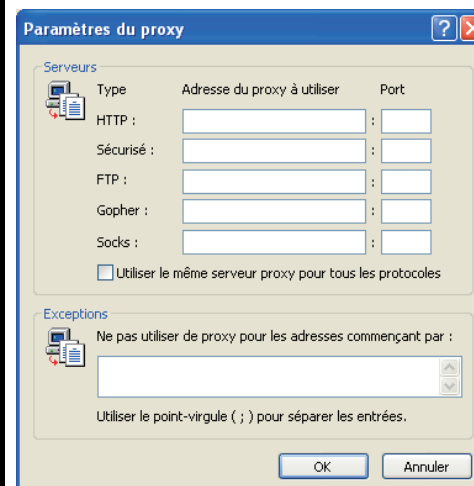 Paramètres du proxy
Serveurs
Type Adresse du proxy à utiliser Port
HTTP : :
Sécurisé : :
FTP : :
Gopher : :
Socks : :
Utiliser le même serveur proxy pour tous les protocoles
Exceptions
Ne pas utiliser de proxy pour les adresses commençant par :
Utiliser le point-virgule ( ; ) pour séparer les entrées.
OK Annuler